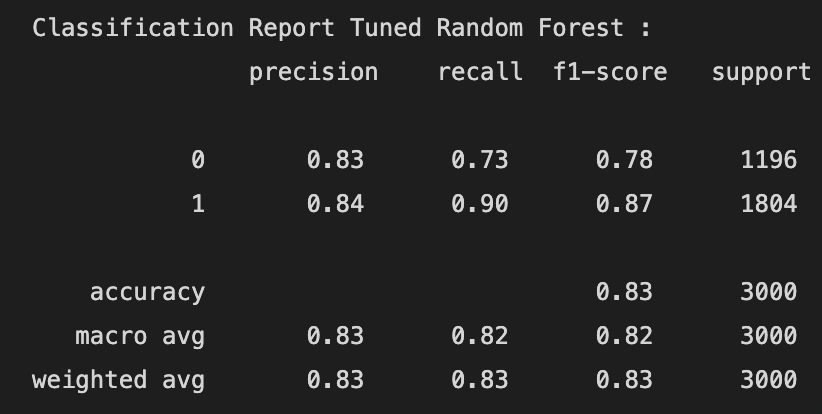 Classification Report Tuned Random Forest :
precision recall f1-score support
0 0.83 0.73 0.78 1196
1 0.84 0.90 0.87 1804
accuracy 0.83 3000
macro avg 0.83 0.82 0.82 3000
weighted avg 0.83 0.83 0.83 3000